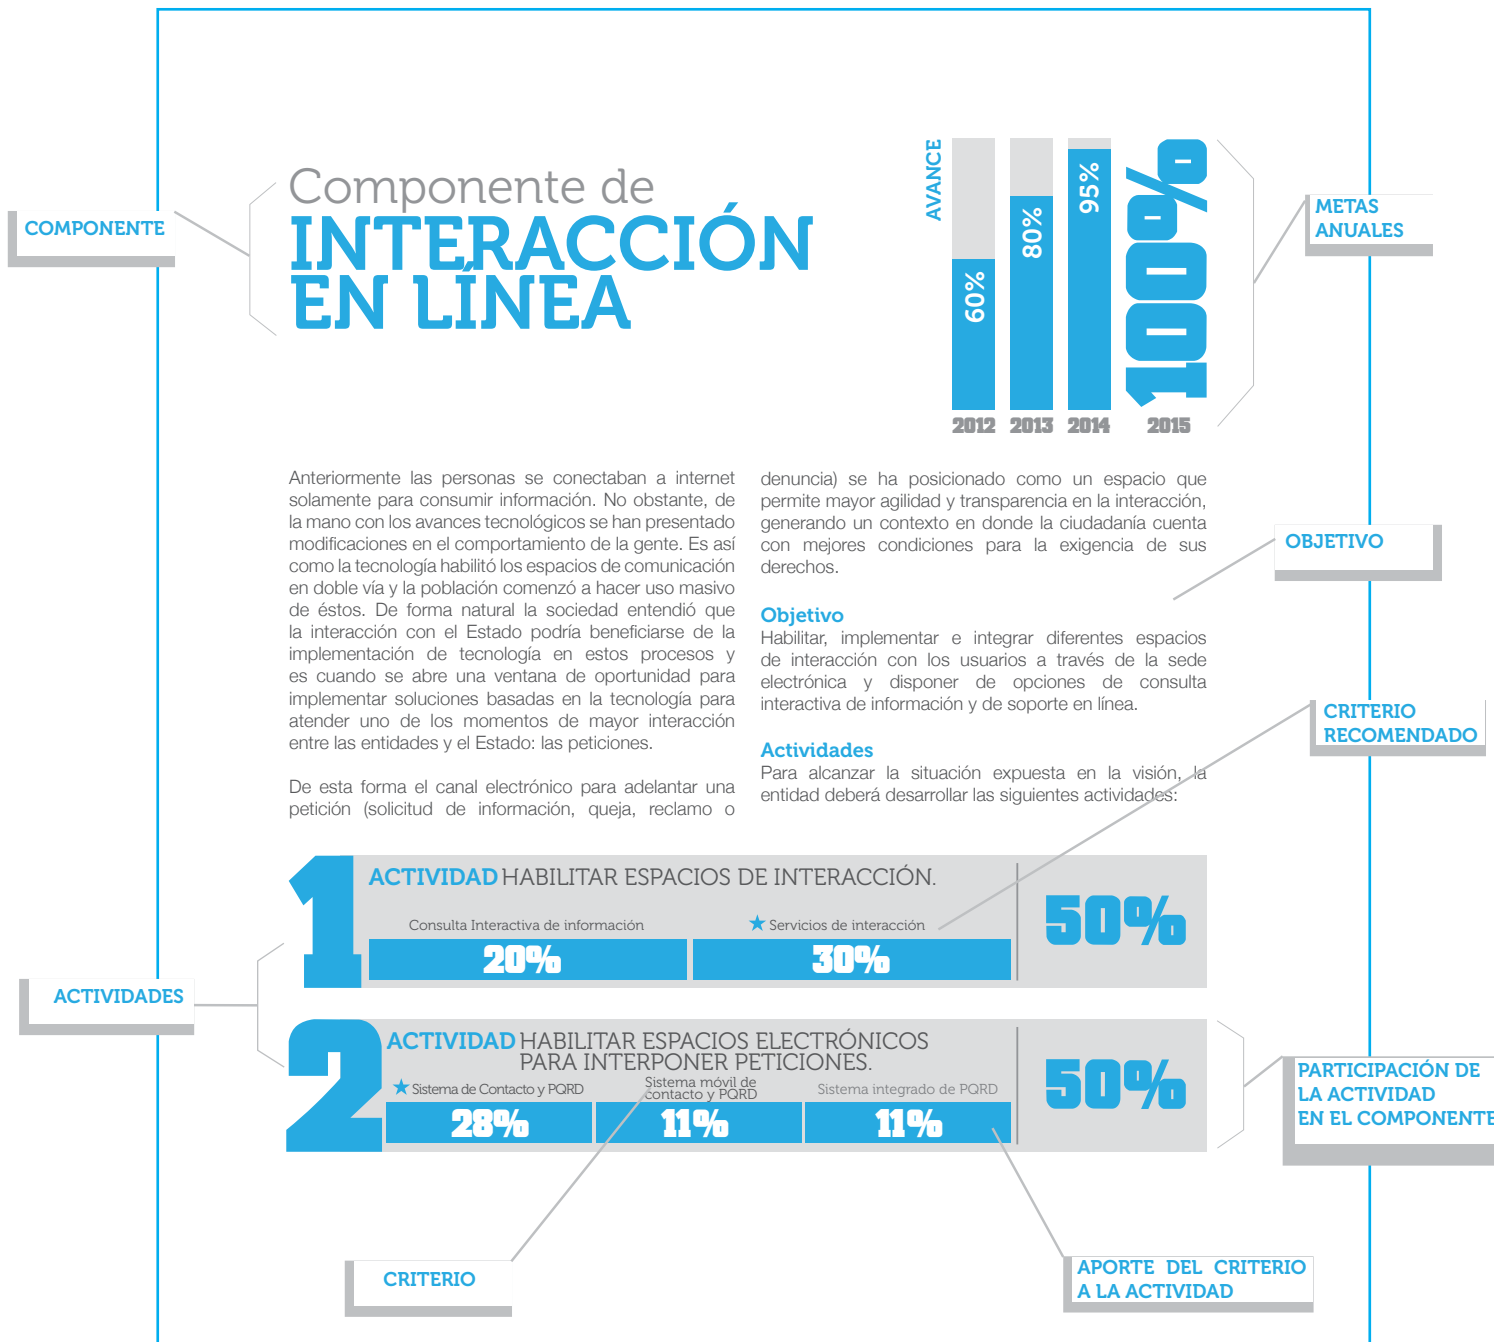 COMPONENTE
Componente de
INTERACCIÓN
EN LÍNEA
AVANCE
60%
80%
95%
100%
2012 2013 2014 2015
METAS
ANUALES
Anteriormente las personas se conectaban a internet
solamente para consumir información. No obstante, de
la mano con los avances tecnológicos se han presentado
modificaciones en el comportamiento de la gente. Es así
como la tecnología habilitó los espacios de comunicación
en doble vía y la población comenzó a hacer uso masivo
de éstos. De forma natural la sociedad entendió que
la interacción con el Estado podría beneficiarse de la
implementación de tecnología en estos procesos y
es cuando se abre una ventana de oportunidad para
implementar soluciones basadas en la tecnología para
atender uno de los momentos de mayor interacción
entre las entidades y el Estado: las peticiones.
De esta forma el canal electrónico para adelantar una
petición (solicitud de información, queja, reclamo o
denuncia) se ha posicionado como un espacio que
permite mayor agilidad y transparencia en la interacción,
generando un contexto en donde la ciudadanía cuenta
con mejores condiciones para la exigencia de sus
derechos.
Objetivo
Habilitar, implementar e integrar diferentes espacios
de interacción con los usuarios a través de la sede
electrónica y disponer de opciones de consulta
interactiva de información y de soporte en línea.
Actividades
Para alcanzar la situación expuesta en la visión, la
entidad deberá desarrollar las siguientes actividades:
OBJETIVO
CRITERIO
RECOMENDADO
ACTIVIDADES
1
ACTIVIDAD HABILITAR ESPACIOS DE INTERACCIÓN.
Consulta Interactiva de información
20%
★ Servicios de interacción
30%
50%
2
ACTIVIDAD HABILITAR ESPACIOS ELECTRÓNICOS
PARA INTERPONER PETICIONES.
★ Sistema de Contacto y PQRD
28%
Sistema móvil de
contacto y PQRD
11%
Sistema integrado de PQRD
11%
50%
PARTICIPACIÓN DE
LA ACTIVIDAD
EN EL COMPONENTE
CRITERIO
APORTE DEL CRITERIO
A LA ACTIVIDAD